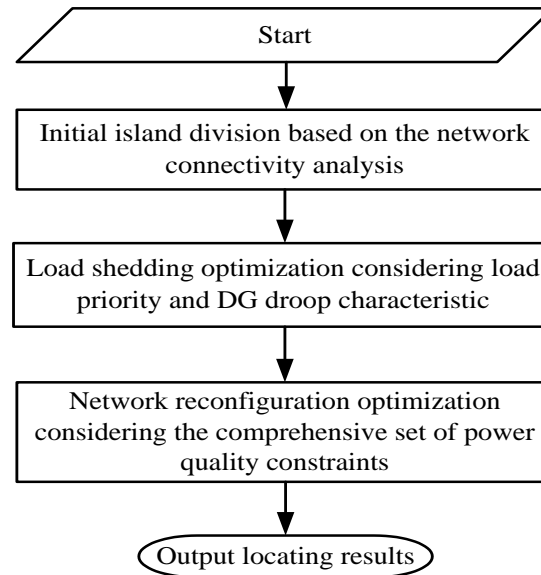 Start
Initial island division based on the network
connectivity analysis
Load shedding optimization considering load
priority and DG droop characteristic
Network reconfiguration optimization
considering the comprehensive set of power
quality constraints
Output locating results